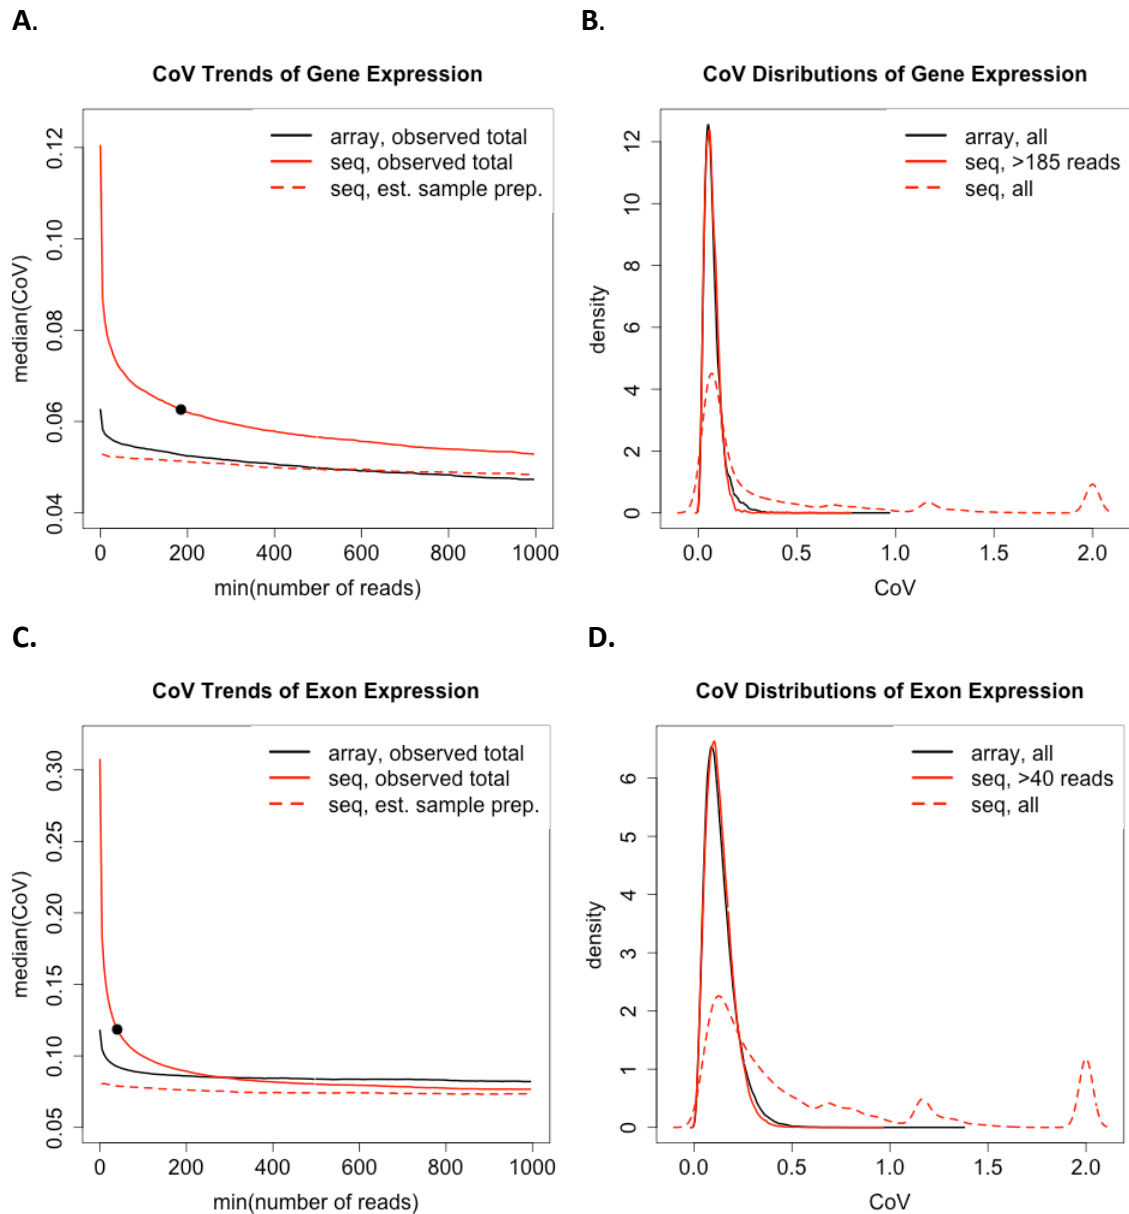 A.
CoV Trends of Gene Expression
array, observed total
seq, observed total
seq, est. sample prep.
median(CoV)
0.04 0.06 0.08 0.10 0.12
0 200 400 600 800 1000
min(number of reads)
B.
CoV Disributions of Gene Expression
array, all
seq, >185 reads
seq, all
density
0 2 4 6 8 10 12
0.0 0.5 1.0 1.5 2.0
CoV
C.
CoV Trends of Exon Expression
array, observed total
seq, observed total
seq, est. sample prep.
median(CoV)
0.05 0.10 0.15 0.20 0.25 0.30
0 200 400 600 800 1000
min(number of reads)
D.
CoV Distributions of Exon Expression
array, all
seq, >40 reads
seq, all
density
0 1 2 3 4 5 6
0.0 0.5 1.0 1.5 2.0
CoV